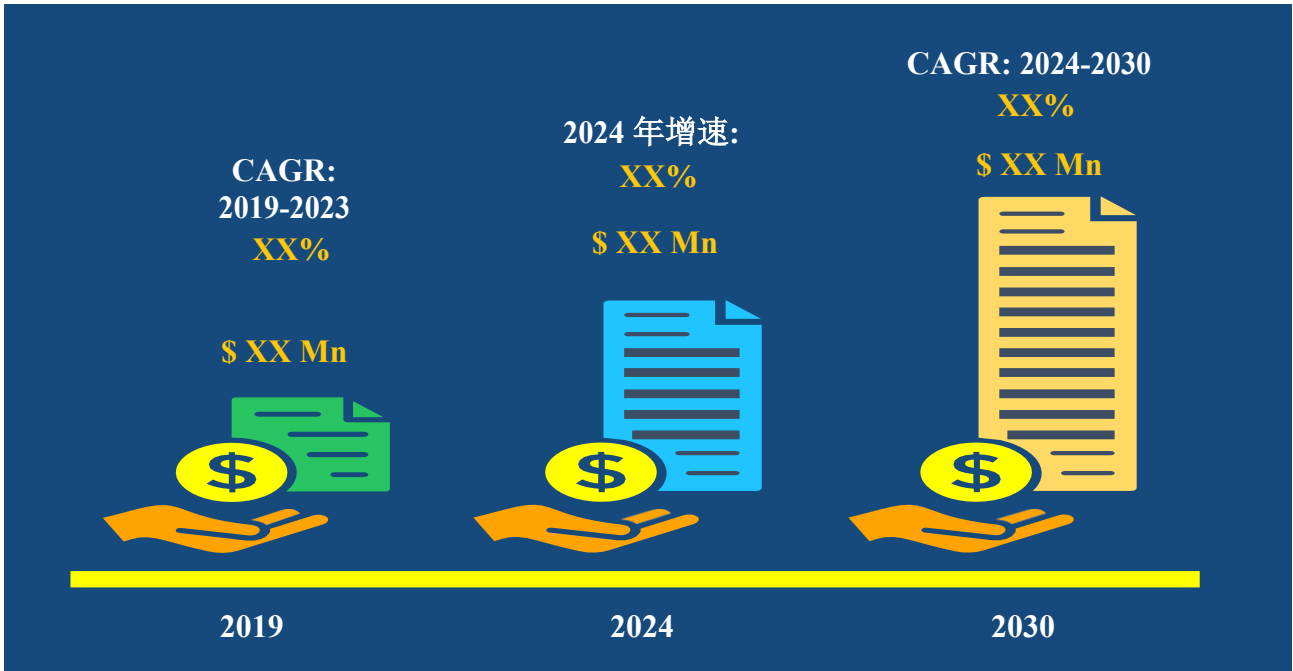 CAGR:
2019-2023
XX%
$ XX Mn
$
2019
2024 年增速:
XX%
$ XX Mn
$
2024
CAGR: 2024-2030
XX%
$ XX Mn
$
2030